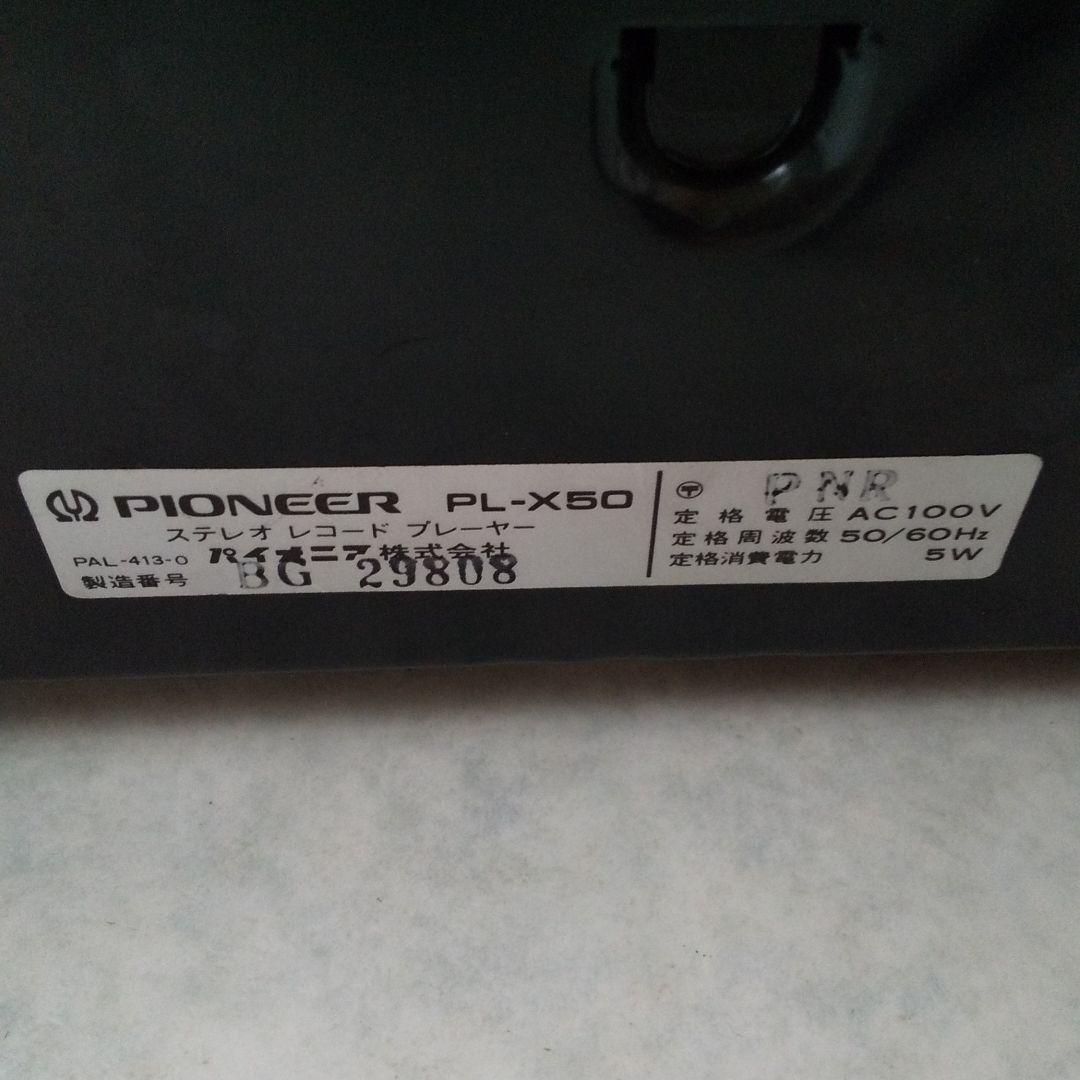 PIONEER PL-X50
ステレオ レコード プレーヤー
PAL-413-0 パイオニア株式会社
製造番号 BG 29808
〒 PNR
定格電圧 AC100V
定格周波数 50/60Hz
定格消費電力 5W